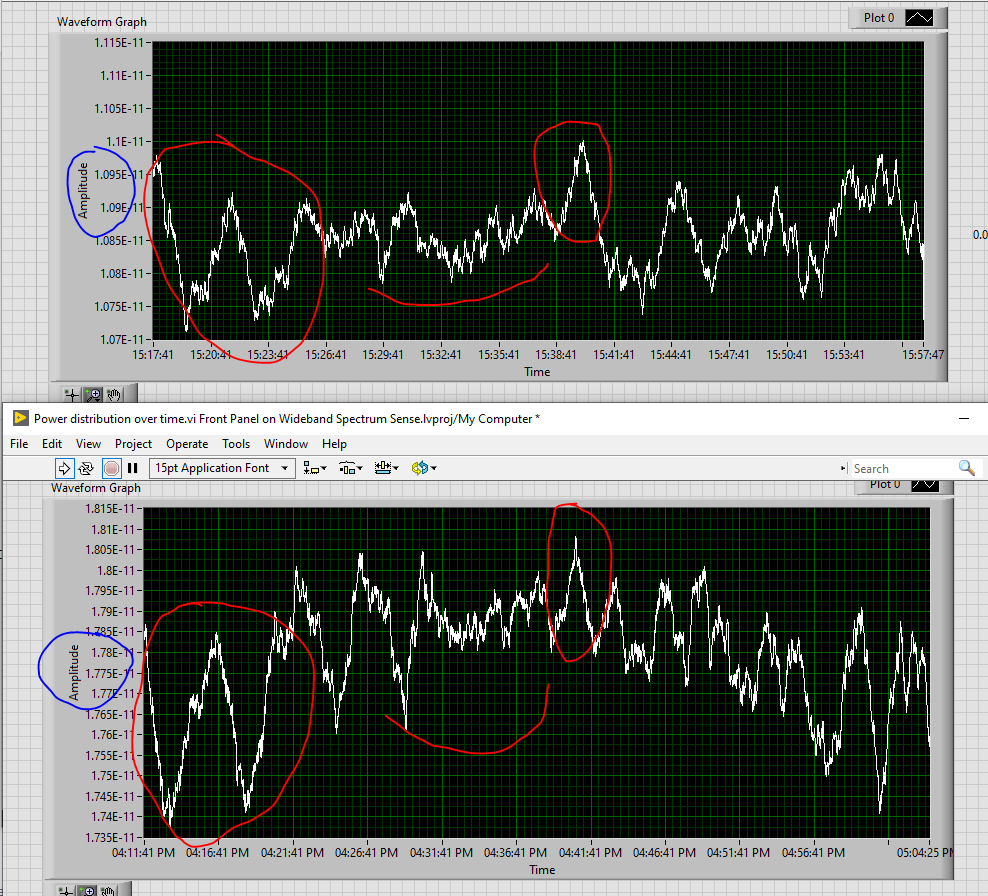 Waveform Graph
Plot 0
1.115E-11
1.11E-11
1.105E-11
1.1E-11
1.095E-11
1.09E-11
1.085E-11
1.08E-11
1.075E-11
1.07E-11
Amplitude
0.0
15:17:41 15:20:41 15:23:41 15:26:41 15:29:41 15:32:41 15:35:41 15:38:41 15:41:41 15:44:41 15:47:41 15:50:41 15:53:41 15:57:47
Time
Power distribution over time.vi Front Panel on Wideband Spectrum Sense.lvproj/My Computer *
File Edit View Project Operate Tools Window Help
15pt Application Font
Search
Waveform Graph
Plot 0
1.815E-11
1.81E-11
1.805E-11
1.8E-11
1.795E-11
1.79E-11
1.785E-11
1.78E-11
1.775E-11
1.77E-11
1.765E-11
1.76E-11
1.755E-11
1.75E-11
1.745E-11
1.74E-11
1.735E-11
Amplitude
04:11:41 PM 04:16:41 PM 04:21:41 PM 04:26:41 PM 04:31:41 PM 04:36:41 PM 04:41:41 PM 04:46:41 PM 04:51:41 PM 04:56:41 PM 05:04:25 PM
Time